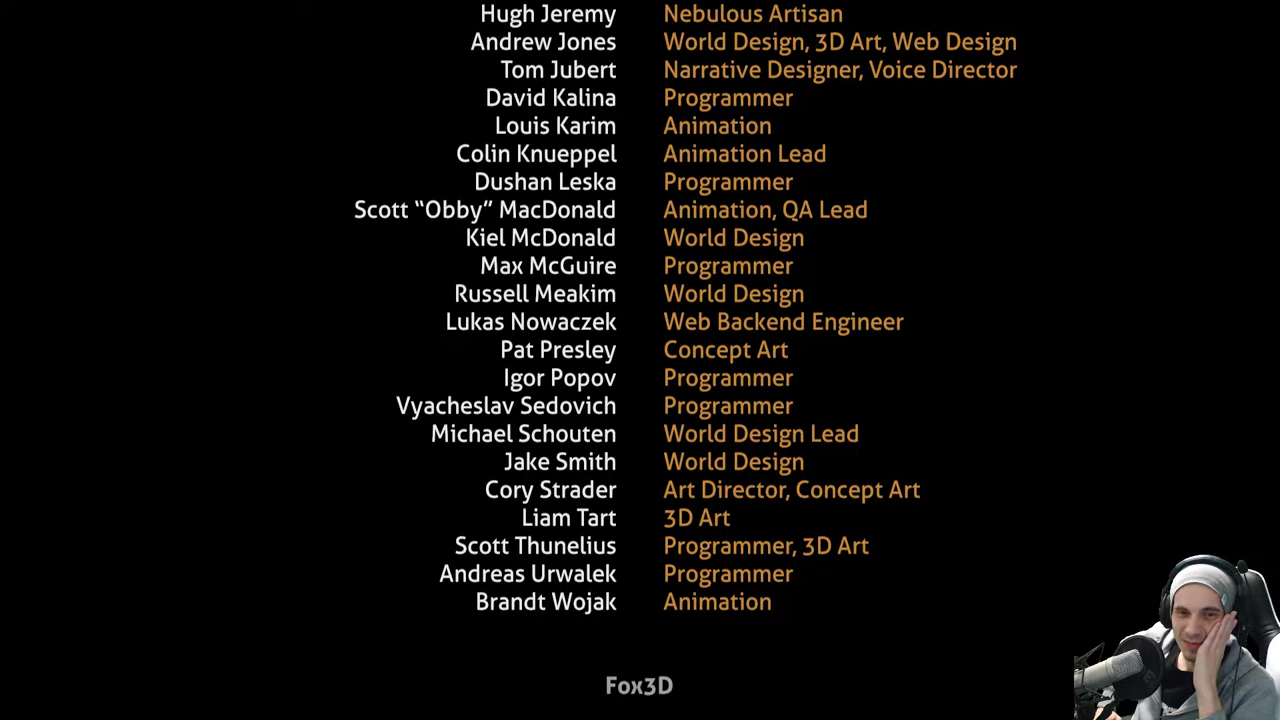 Hugh Jeremy Nebulous Artisan
Andrew Jones World Design, 3D Art, Web Design
Tom Jubert Narrative Designer, Voice Director
David Kalina Programmer
Louis Karim Animation
Colin Knueppel Animation Lead
Dushan Leska Programmer
Scott “Obby” MacDonald Animation, QA Lead
Kiel McDonald World Design
Max McGuire Programmer
Russell Meakim World Design
Lukas Nowaczek Web Backend Engineer
Pat Presley Concept Art
Igor Popov Programmer
Vyacheslav Sedovich Programmer
Michael Schouten World Design Lead
Jake Smith World Design
Cory Strader Art Director, Concept Art
Liam Tart 3D Art
Scott Thunelius Programmer, 3D Art
Andreas Urwalek Programmer
Brandt Wojak Animation
Fox3D